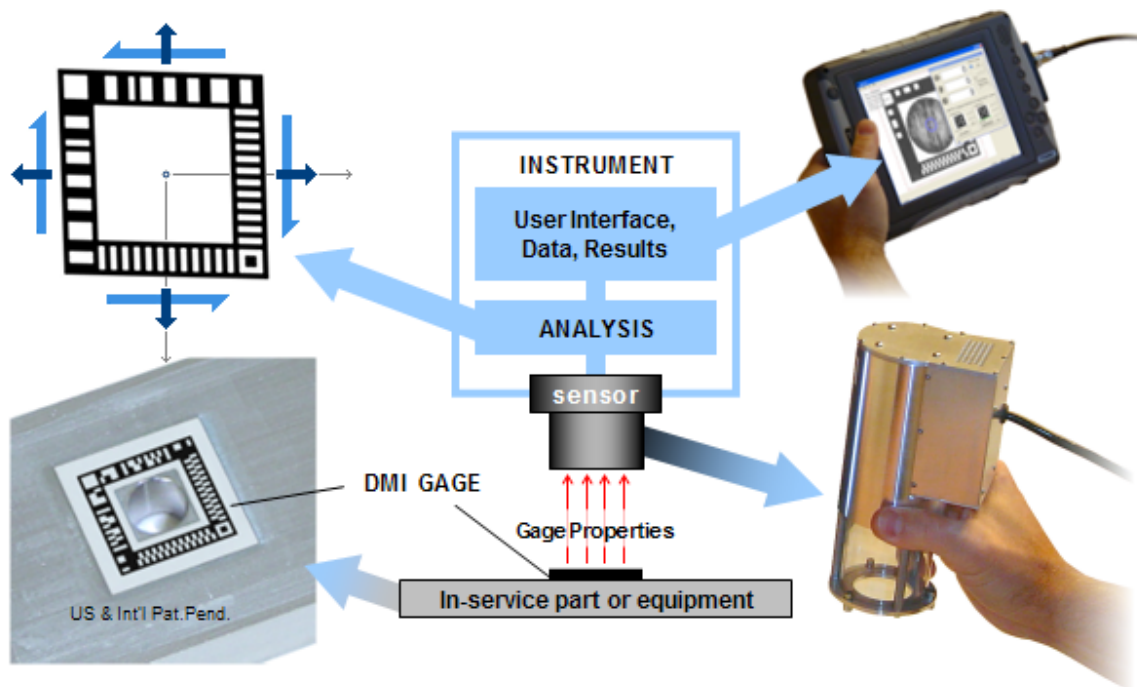 INSTRUMENT
User Interface,
Data, Results
ANALYSIS
sensor
DMI GAGE
Gage Properties
In-service part or equipment
US & Int'l Pat.Pend.